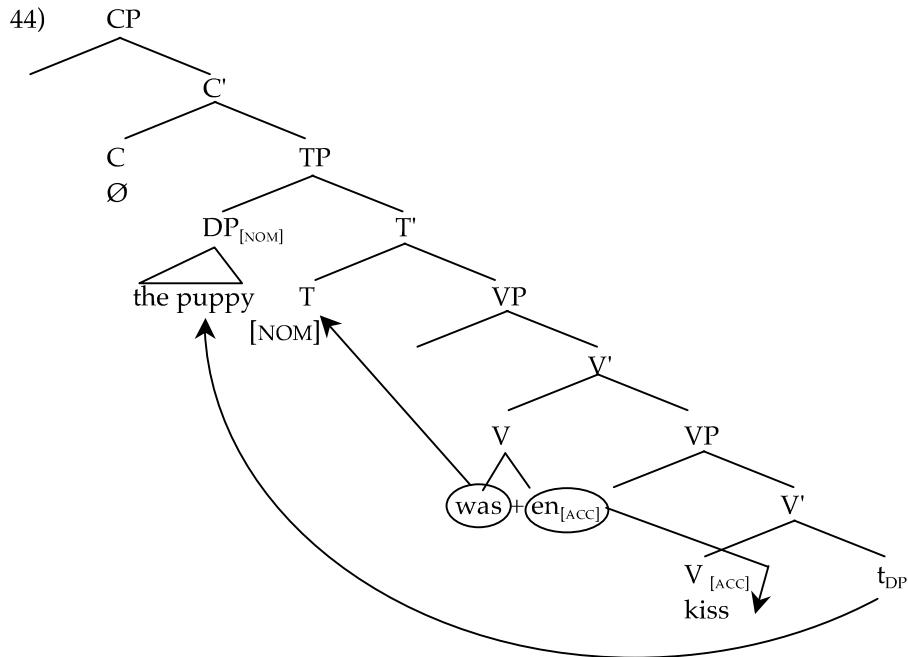 44) CP
C'
C TP
Ø
DP[NOM] T'
the puppy T VP
[NOM]
V'
V VP
was + en[ACC] V'
V [ACC] tDP
kiss